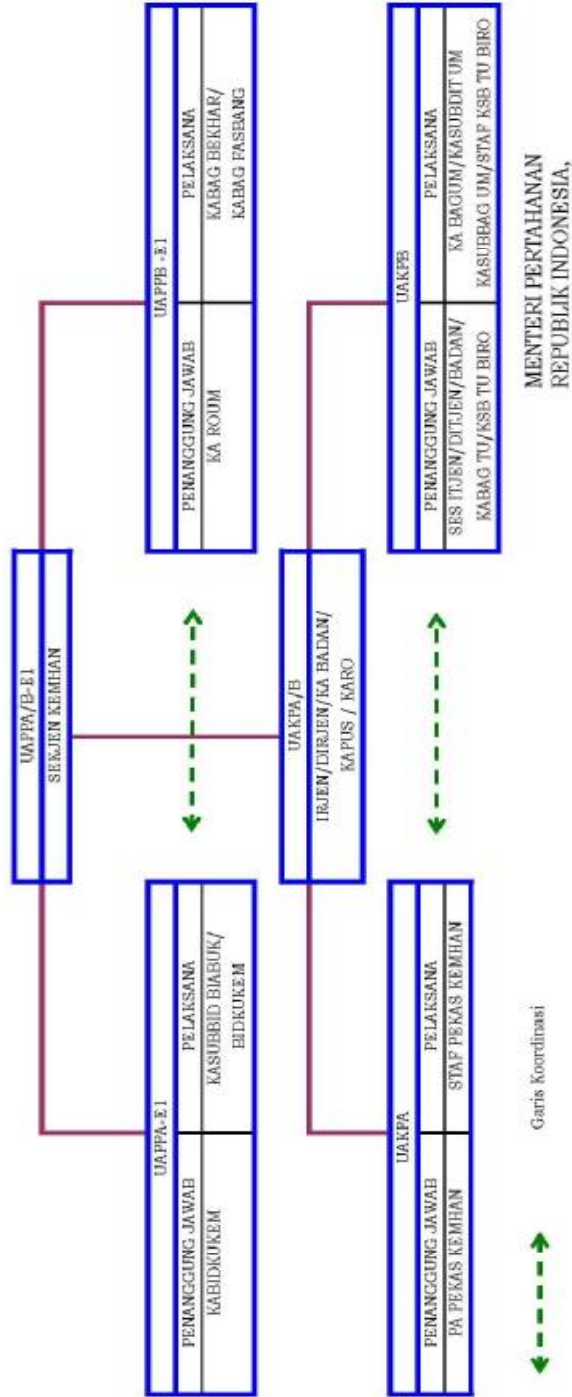 UAPPA/B-E1
SEKJEN KEMHAN
UAPPA-E1
PENANGGUNG JAWAB
PELAKSANA
KABIDKUKEM
KASUBBID BIABUK/
BIDKUKEM
UAPPB -E1
PENANGGUNG JAWAB
PELAKSANA
KA ROUM
KABAG BEKHAR/
KABAG FASBANG
UAKPA/B
IRJEN/DIRJEN/KA BADAN/
KAPUS / KARO
UAKPA
PENANGGUNG JAWAB
PELAKSANA
PA PEKAS KEMHAN
STAF PEKAS KEMHAN
UAKPB
PENANGGUNG JAWAB
PELAKSANA
SES ITJEN/DITJEN/BADAN/
KABAG TU/KSB TU BIRO
KA BAGUM/KASUBDIT UM
KASUBBAG UM/STAF KSB TU BIRO
Garis Koordinasi
MENTERI PERTAHANAN
REPUBLIK INDONESIA,